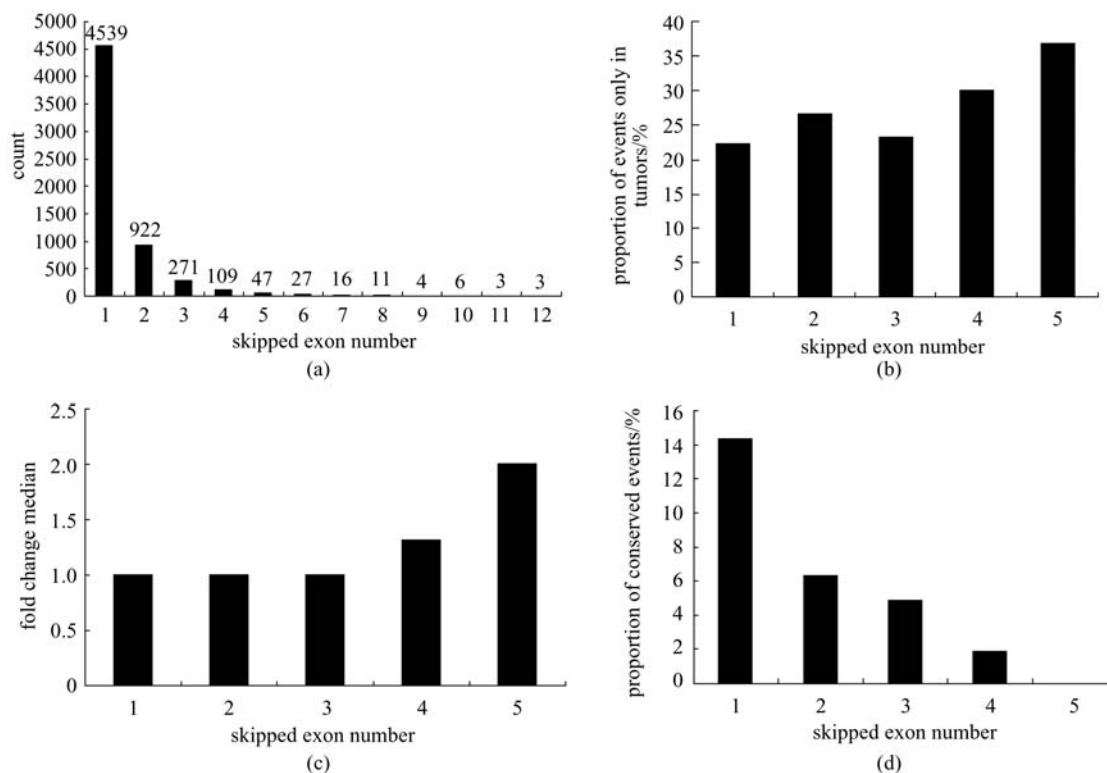 5000
4500
4000
3500
3000
2500
2000
1500
1000
500
0
count
4539
922
271
109
47
27
16
11
4
6
3
3
1 2 3 4 5 6 7 8 9 10 11 12
skipped exon number
(a)
40
35
30
25
20
15
10
5
0
proportion of events only in
tumors/%
1 2 3 4 5
skipped exon number
(b)
2.5
2.0
1.5
1.0
0.5
0
fold change median
1 2 3 4 5
skipped exon number
(c)
16
14
12
10
8
6
4
2
0
proportion of conserved events/%
1 2 3 4 5
skipped exon number
(d)